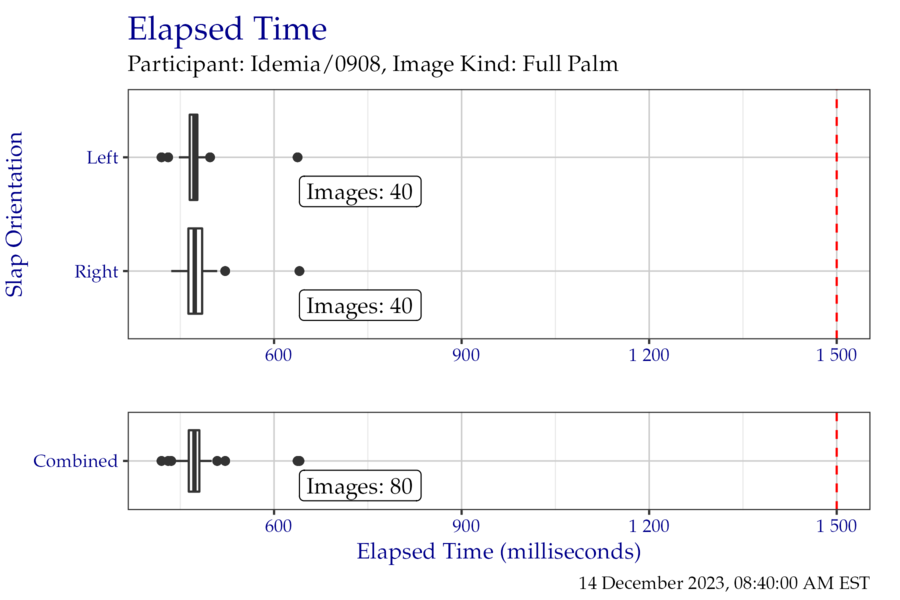 Elapsed Time
Participant: Idemia/0908, Image Kind: Full Palm
Slap Orientation
Left
Images: 40
Right
Images: 40
600 900 1 200 1 500
Combined
Images: 80
600 900 1 200 1 500
Elapsed Time (milliseconds)
14 December 2023, 08:40:00 AM EST